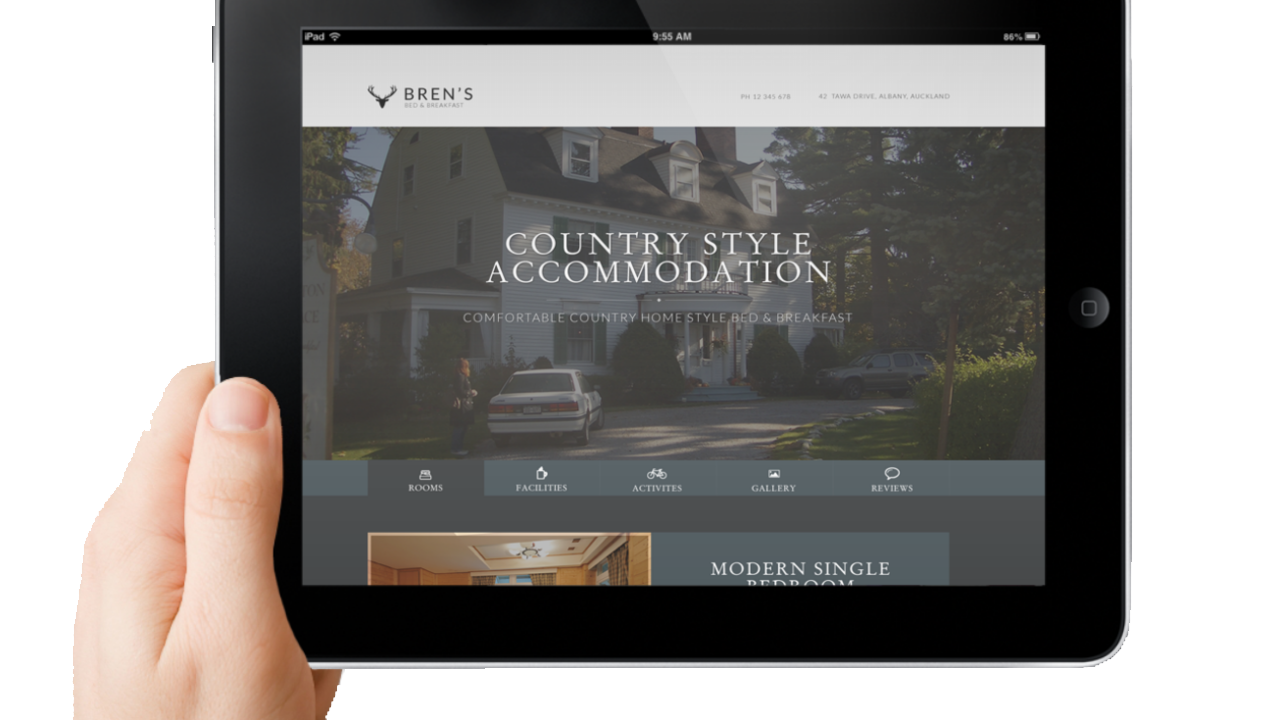 iPad 9:55 AM 86%
BREN'S
BED & BREAKFAST
PH 12 345 678 42 TAWA DRIVE, ALBANY, AUCKLAND
COUNTRY STYLE
ACCOMMODATION
COMFORTABLE COUNTRY HOME STYLE BED & BREAKFAST
ROOMS FACILITIES ACTIVITES GALLERY REVIEWS
MODERN SINGLE
BEDROOM